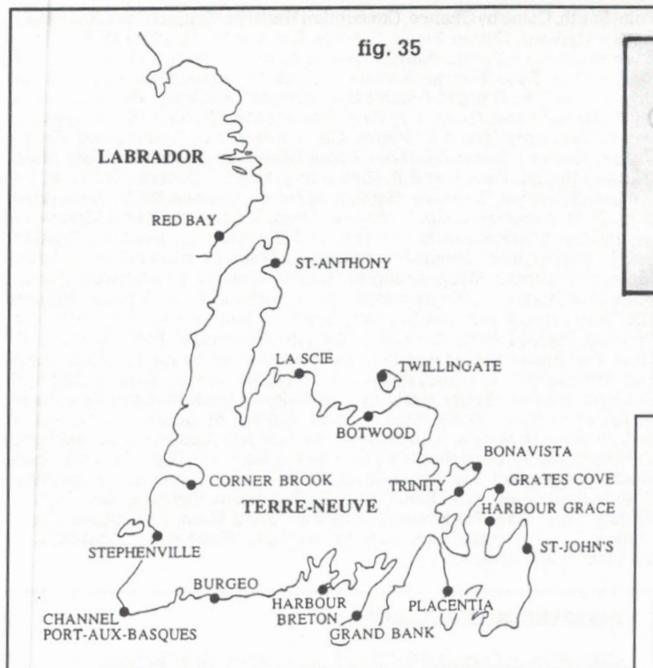 fig. 35
LABRADOR
RED BAY
ST-ANTHONY
LA SCIE
TWILLINGATE
BOTWOOD
BONAVISTA
CORNER BROOK
TRINITY
GRATES COVE
TERRE-NEUVE
HARBOUR GRACE
STEPHENVILLE
ST-JOHN'S
BURGEO
HARBOUR
BRETON
PLACENTIA
CHANNEL
PORT-AUX-BASQUES
GRAND BANK